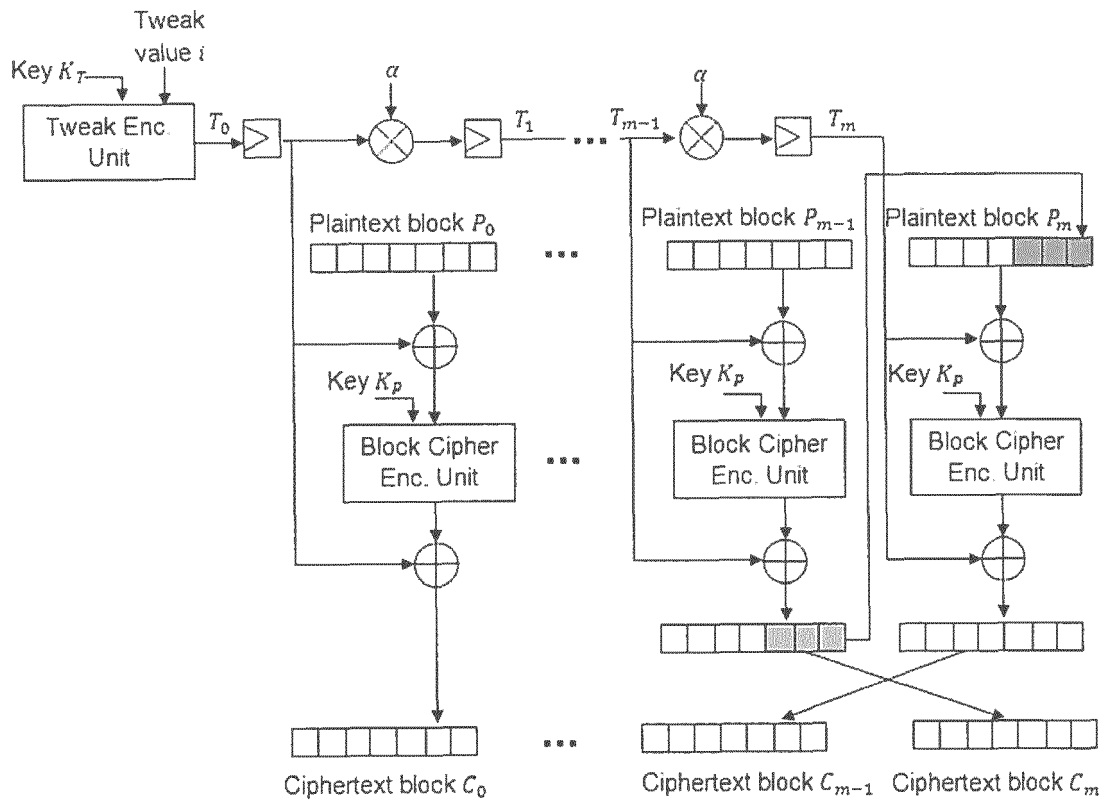 Tweak
value i
Key K_T
α
α
Tweak Enc.
Unit
T_0
T_1
...
T_{m-1}
T_m
Plaintext block P_0
Plaintext block P_{m-1}
Plaintext block P_m
...
Key K_p
Key K_p
Key K_p
Block Cipher
Enc. Unit
...
Block Cipher
Enc. Unit
Block Cipher
Enc. Unit
...
Ciphertext block C_0
Ciphertext block C_{m-1}
Ciphertext block C_m